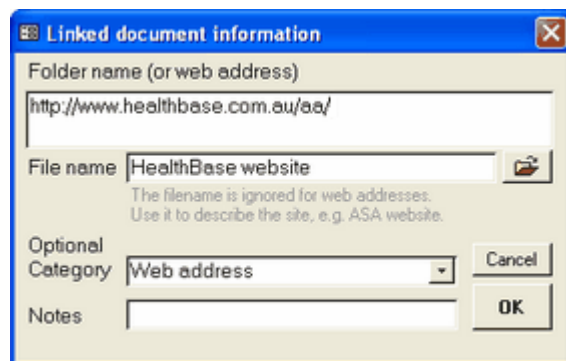 Linked document information
Folder name (or web address)
http://www.healthbase.com.au/aa/
File name HealthBase website
The filename is ignored for web addresses.
Use it to describe the site, e.g. ASA website.
Optional
Category Web address
Cancel
Notes
OK